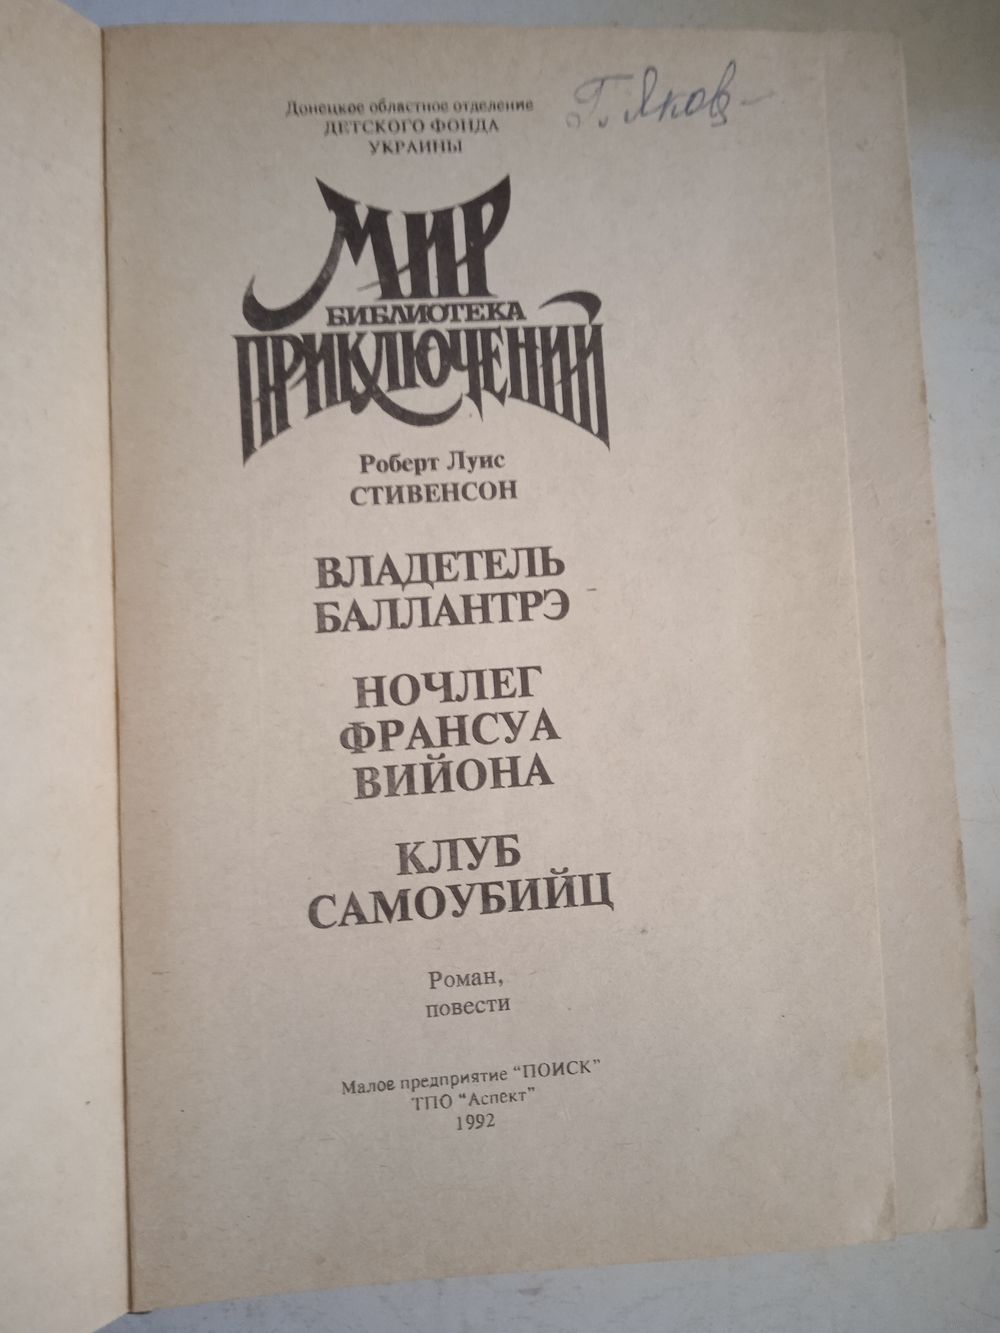 Донецкое областное отделение
ДЕТСКОГО ФОНДА
УКРАИНЫ
МИР
БИБЛИОТЕКА
ПРИКЛЮЧЕНИЙ
Роберт Луис
СТИВЕНСОН
ВЛАДЕТЕЛЬ
БАЛЛАНТРЭ
НОЧЛЕГ
ФРАНСУА
ВИЙОНА
КЛУБ
САМОУБИЙЦ
Роман,
повести
Малое предприятие "ПОИСК"
ТПО "Аспект"
1992